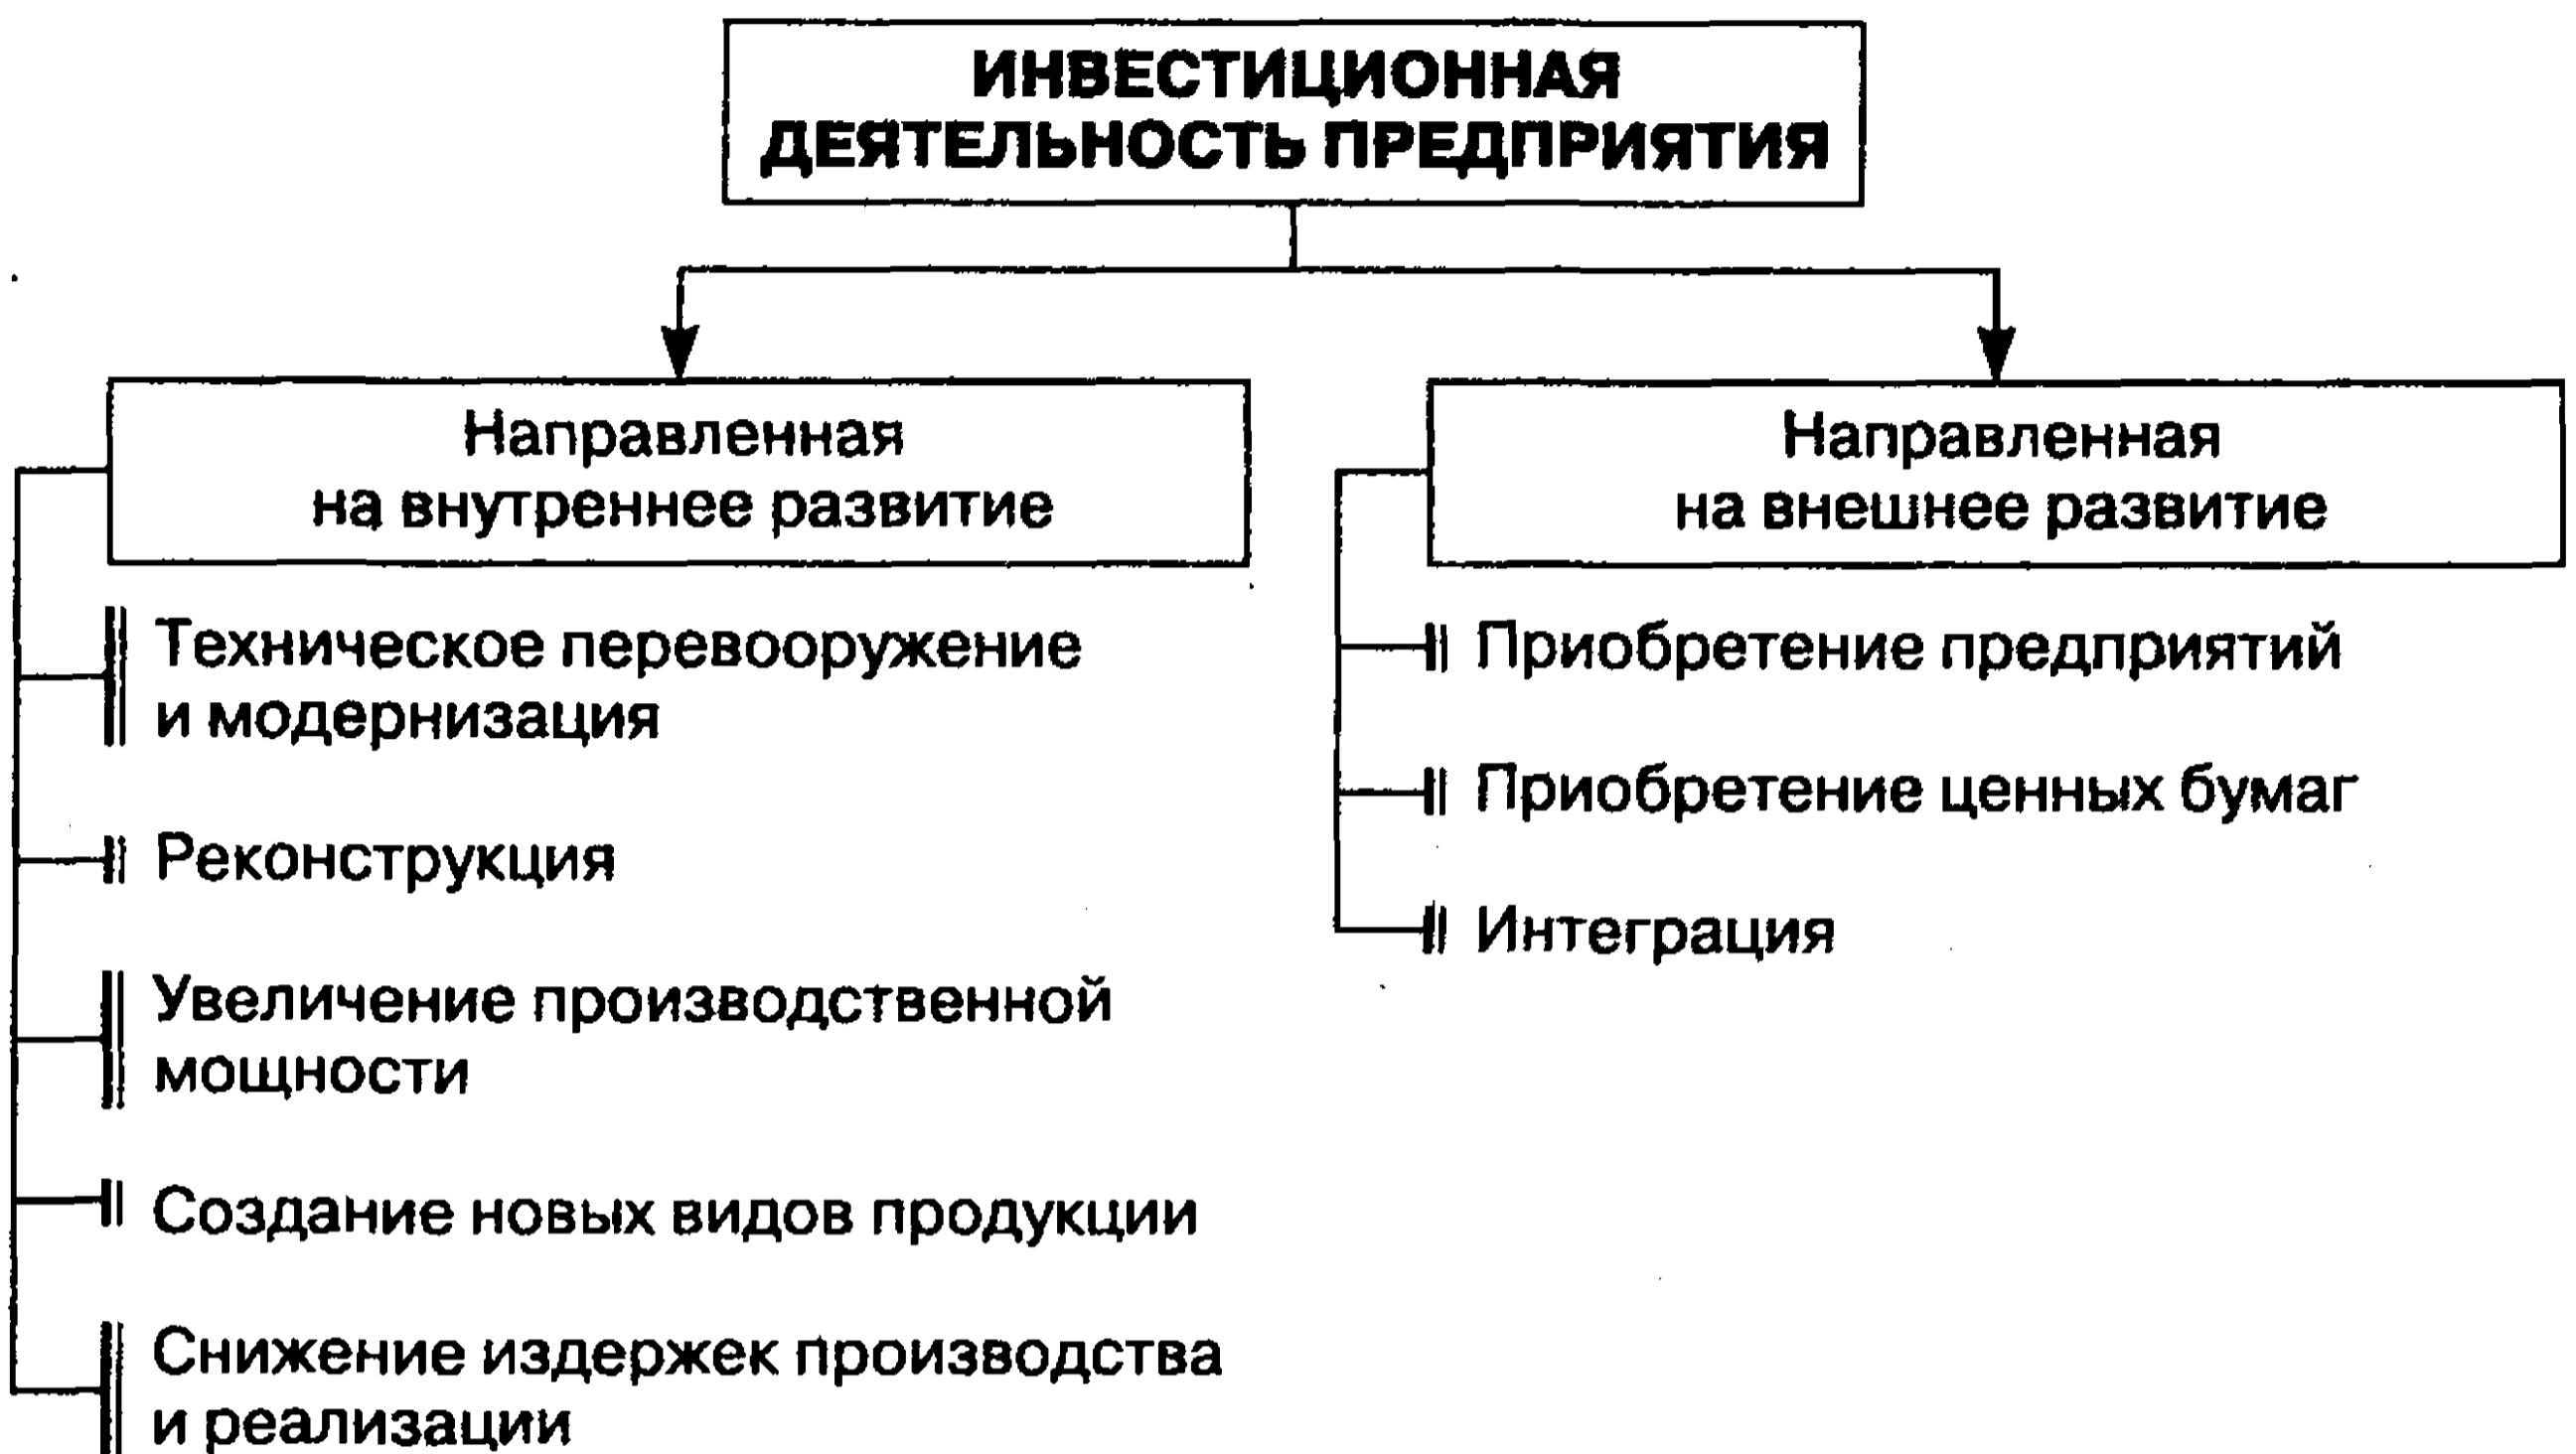 ИНВЕСТИЦИОННАЯ
ДЕЯТЕЛЬНОСТЬ ПРЕДПРИЯТИЯ
Направленная
на внутреннее развитие
Техническое перевооружение
и модернизация
Реконструкция
Увеличение производственной
мощности
Создание новых видов продукции
Снижение издержек производства
и реализации
Направленная
на внешнее развитие
Приобретение предприятий
Приобретение ценных бумаг
Интеграция